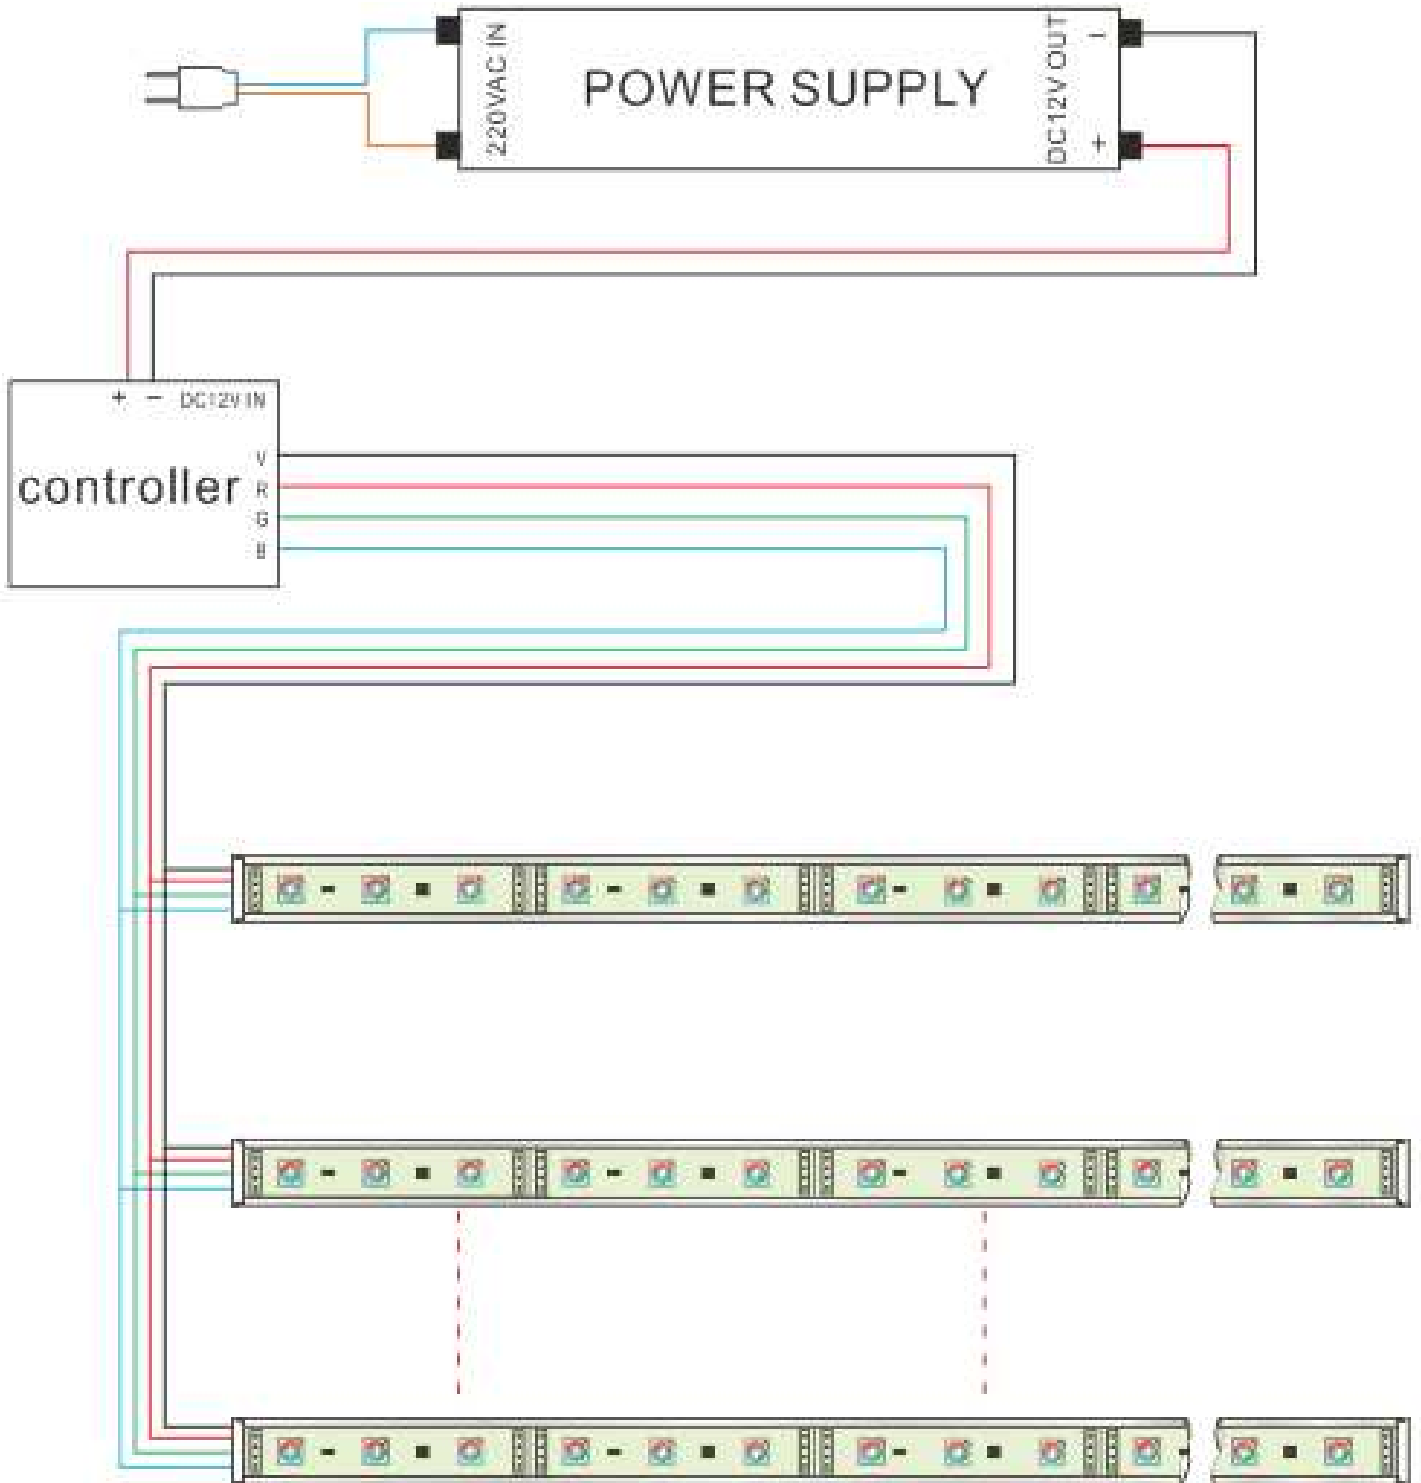 220VAC IN
POWER SUPPLY
DC12V OUT
−
+
+ − DC12V IN
controller
V
R
G
B